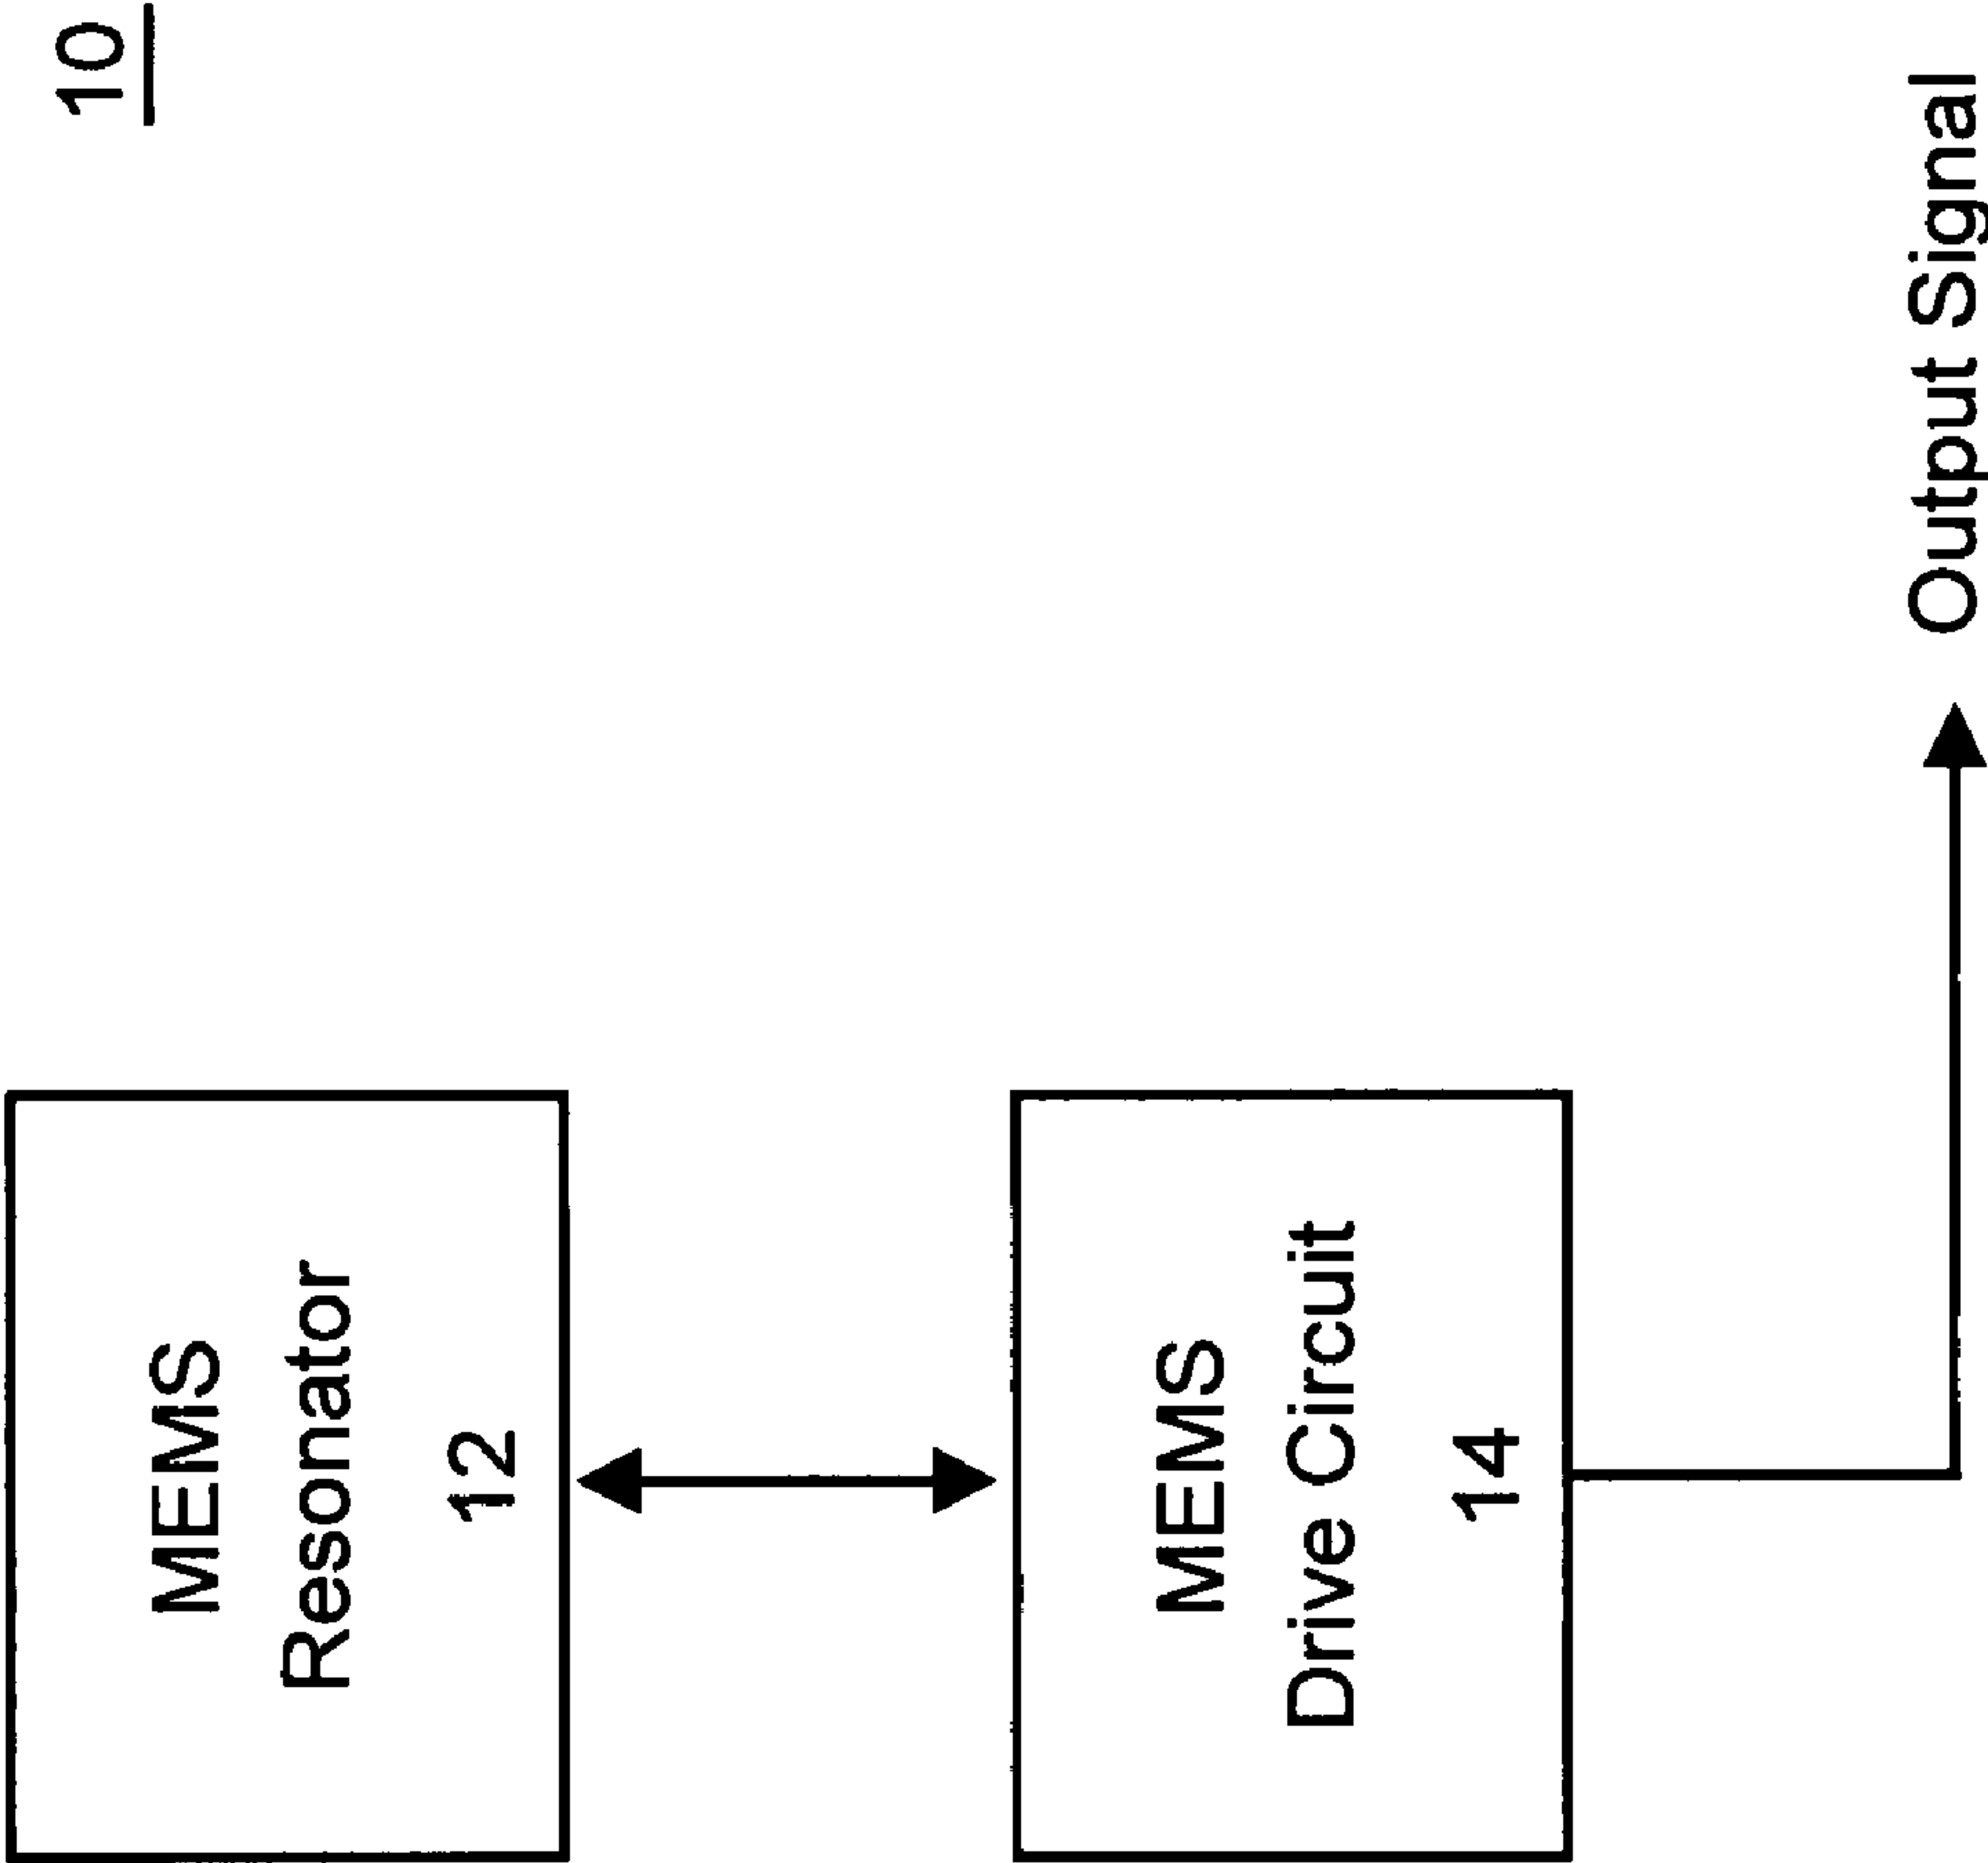 10
MEMS
Resonator
12
MEMS
Drive Circuit
14
Output Signal